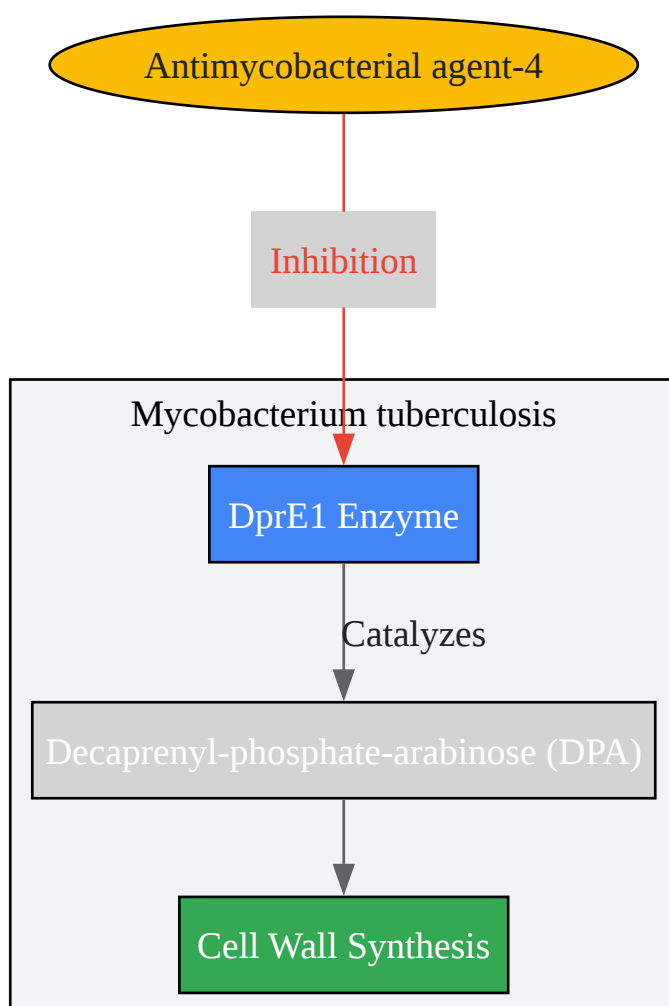 Antimycobacterial agent-4
Inhibition
Mycobacterium tuberculosis
DprE1 Enzyme
Catalyzes
Decaprenyl-phosphate-arabinose (DPA)
Cell Wall Synthesis